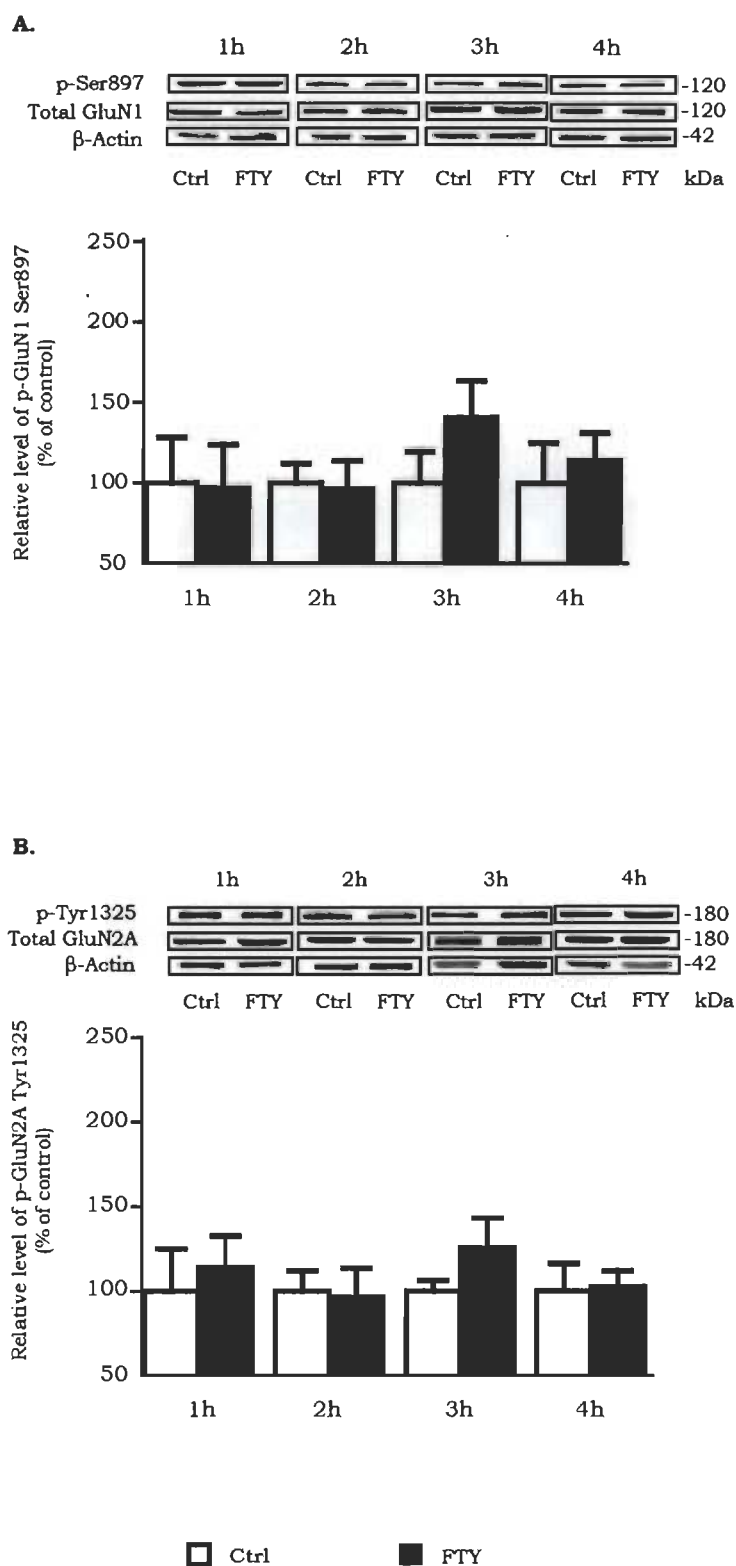 A.
1h 2h 3h 4h
p-Ser897 -120
Total GluN1 -120
β-Actin -42
Ctrl FTY Ctrl FTY Ctrl FTY Ctrl FTY kDa
Relative level of p-GluN1 Ser897
(% of control)
250
200
150
100
50
1h 2h 3h 4h
B.
1h 2h 3h 4h
p-Tyr1325 -180
Total GluN2A -180
β-Actin -42
Ctrl FTY Ctrl FTY Ctrl FTY Ctrl FTY kDa
Relative level of p-GluN2A Tyr1325
(% of control)
250
200
150
100
50
1h 2h 3h 4h
Ctrl FTY